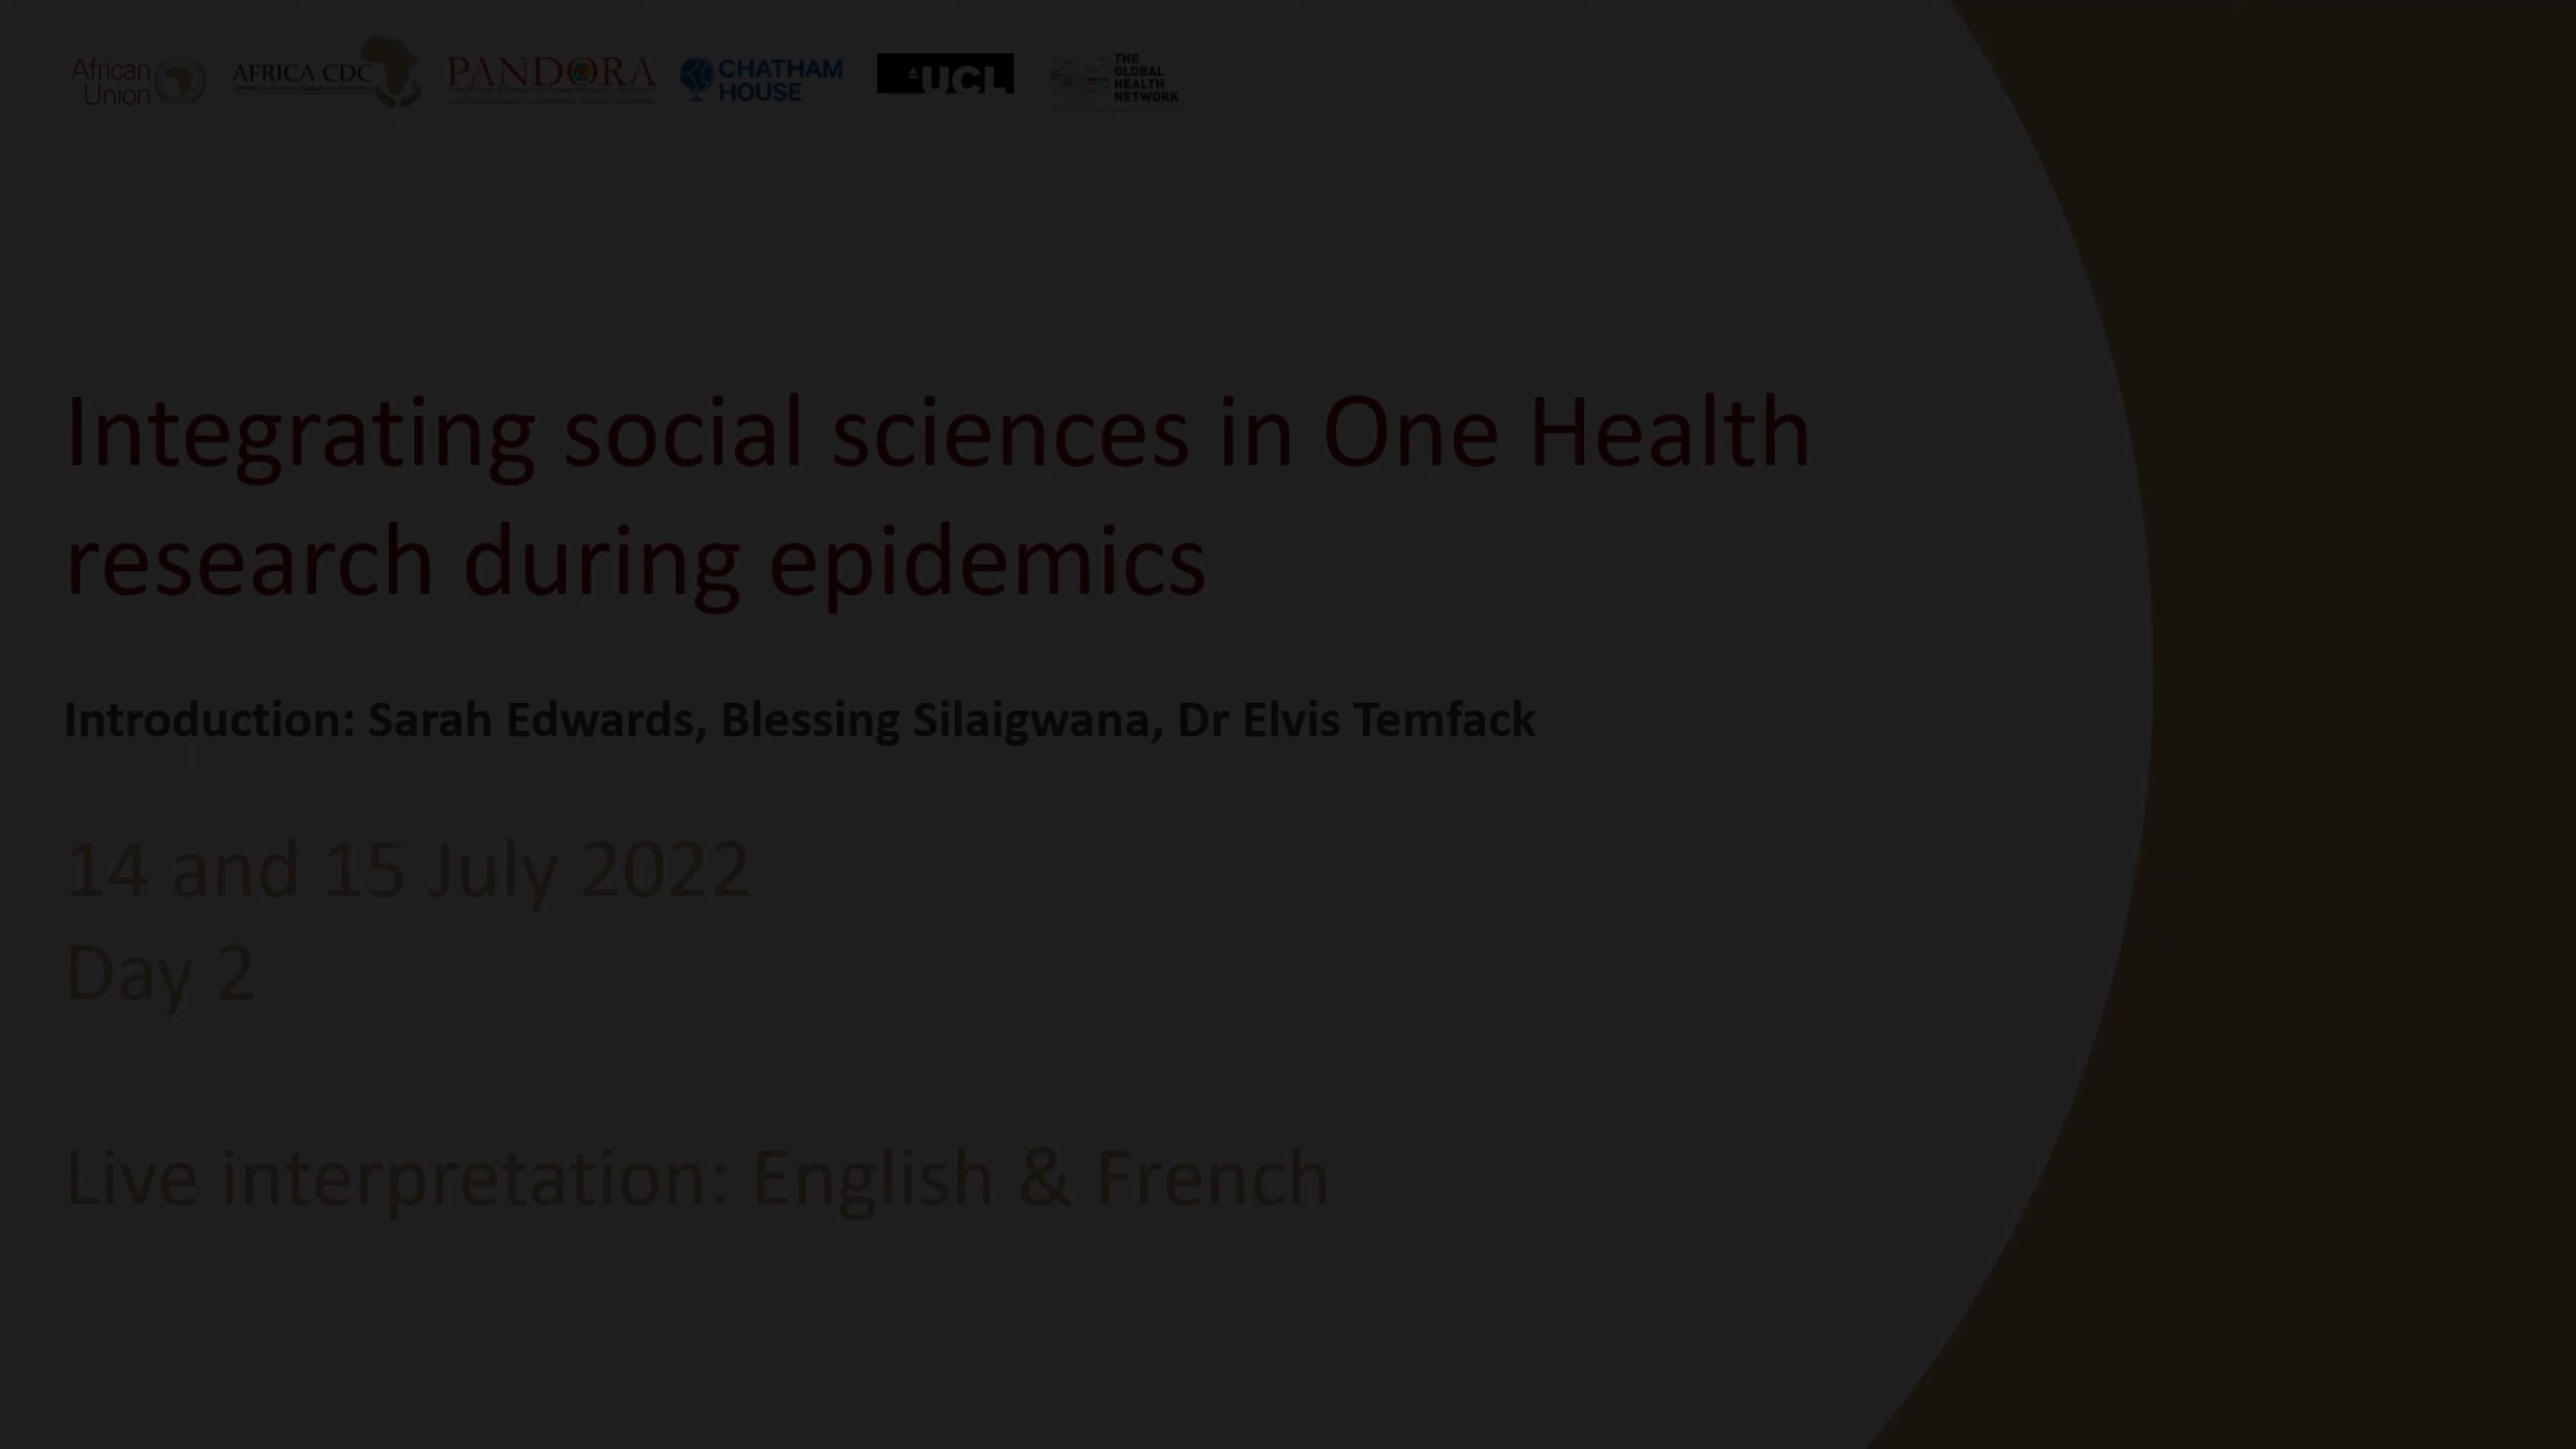 African
Union
AFRICA CDC
PANDORA
CHATHAM
HOUSE
UCL
THE
GLOBAL
HEALTH
NETWORK
Integrating social sciences in One Health
research during epidemics
Introduction: Sarah Edwards, Blessing Silaigwana, Dr Elvis Temfack
14 and 15 July 2022
Day 2
Live interpretation: English & French